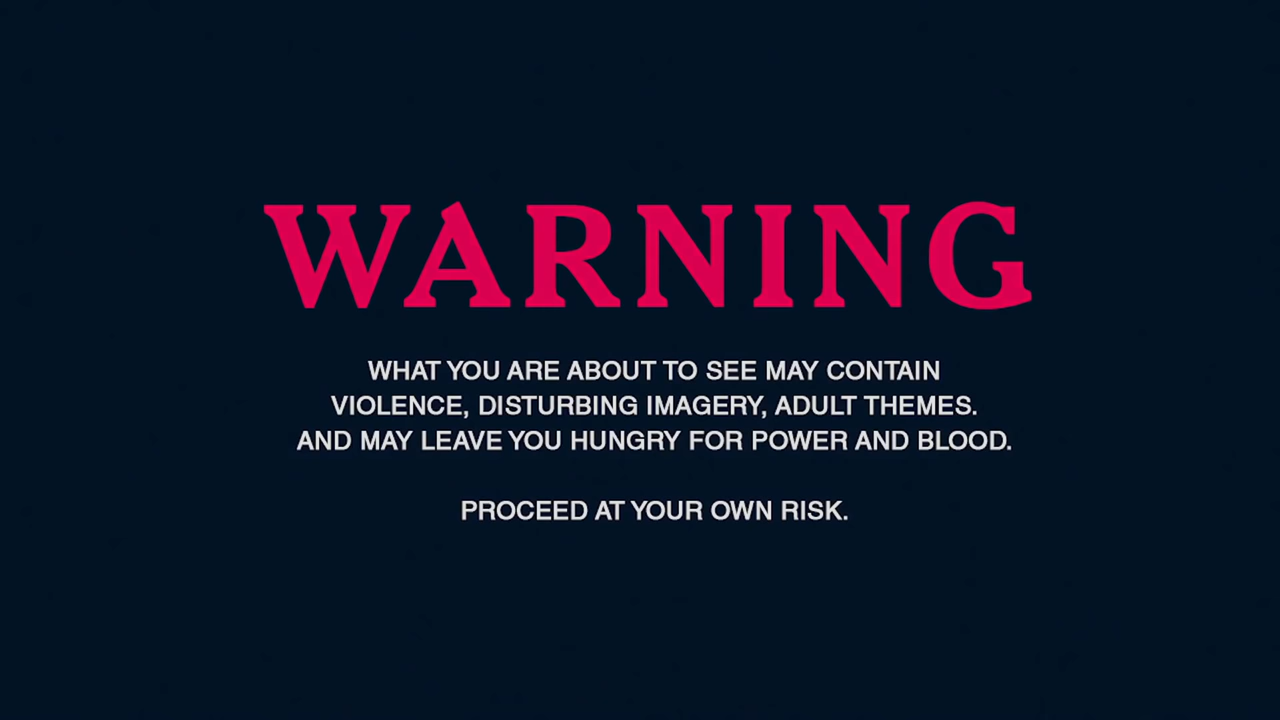 WARNING
WHAT YOU ARE ABOUT TO SEE MAY CONTAIN
VIOLENCE, DISTURBING IMAGERY, ADULT THEMES.
AND MAY LEAVE YOU HUNGRY FOR POWER AND BLOOD.
PROCEED AT YOUR OWN RISK.